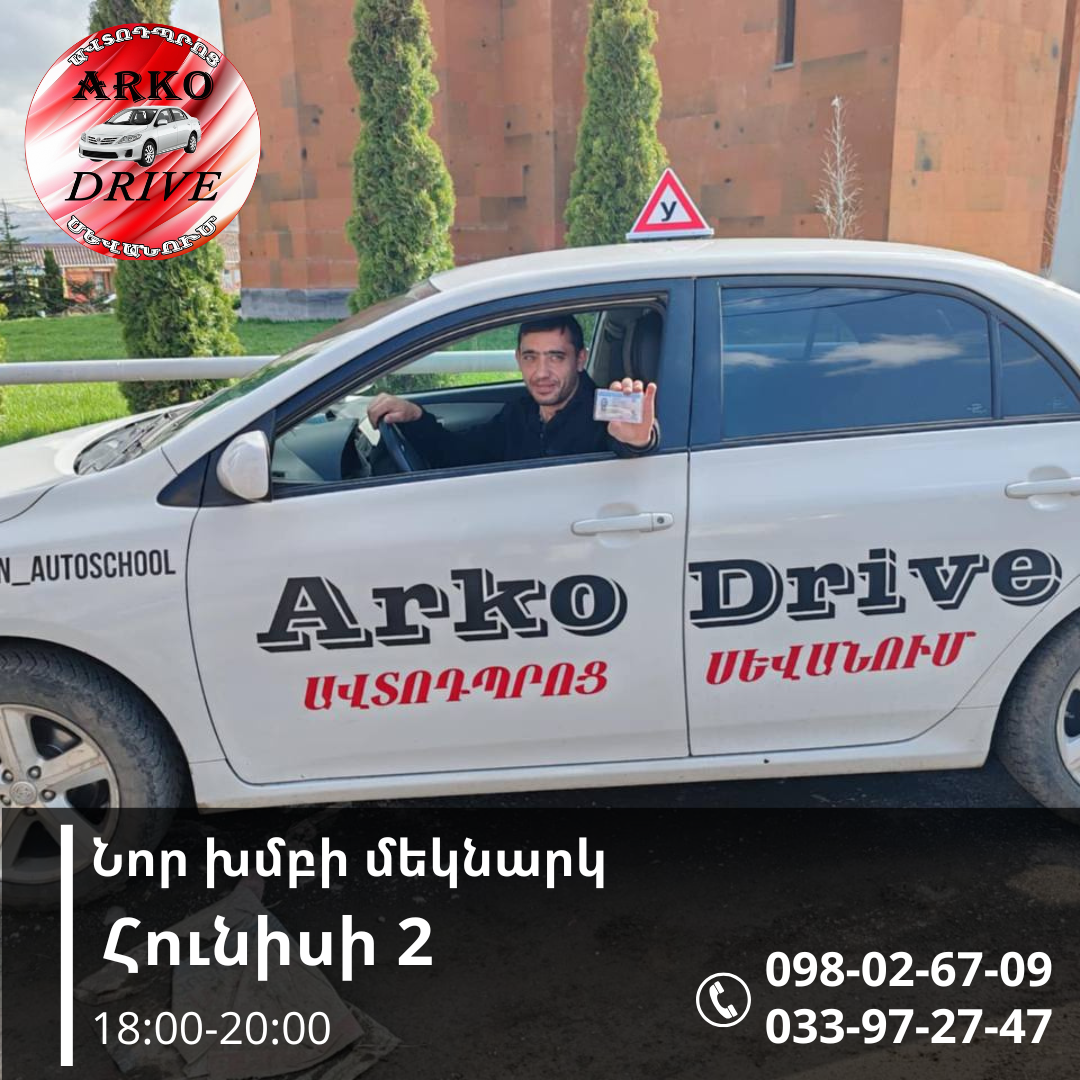 ԱՎՏՈԴՊՐՈՑ
ARKO
DRIVE
ՍԵՎԱՆՈՒՄ
У
N_AUTOSCHOOL
Arko Drive
ԱՎՏՈԴՊՐՈՑ ՍԵՎԱՆՈՒՄ
Նոր խմբի մեկնարկ
Հունիսի 2
18:00-20:00
098-02-67-09
033-97-27-47